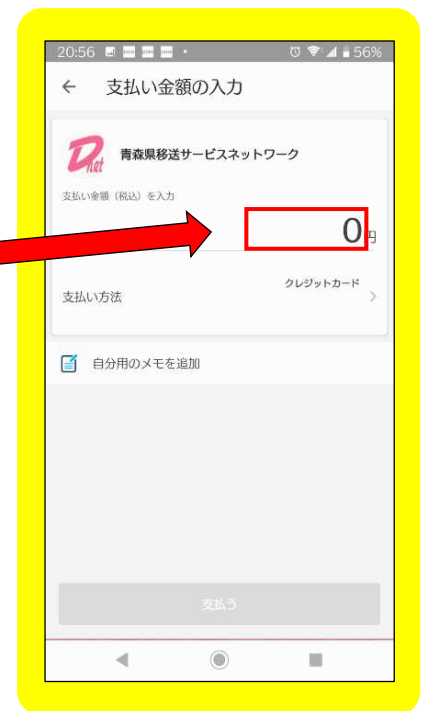 20:56
56%
支払い金額の入力
Dnet
青森県移送サービスネットワーク
支払い金額（税込）を入力
0円
支払い方法
クレジットカード
自分用のメモを追加
支払う